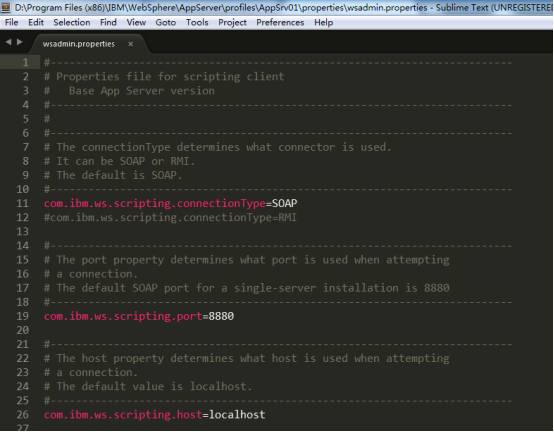 D:\Program Files (x86)\IBM\WebSphere\AppServer\profiles\AppSrv01\properties\wsadmin.properties - Sublime Text (UNREGISTERED
File Edit Selection Find View Goto Tools Project Preferences Help
wsadmin.properties ×
1 #-----------------------------------------------------------------
2 # Properties file for scripting client
3 #   Base App Server version
4 #-----------------------------------------------------------------
5 #
6 #-----------------------------------------------------------------
7 # The connectionType determines what connector is used.
8 # It can be SOAP or RMI.
9 # The default is SOAP.
10 #-----------------------------------------------------------------
11 com.ibm.ws.scripting.connectionType=SOAP
12 #com.ibm.ws.scripting.connectionType=RMI
13
14 #-----------------------------------------------------------------
15 # The port property determines what port is used when attempting
16 # a connection.
17 # The default SOAP port for a single-server installation is 8880
18 #-----------------------------------------------------------------
19 com.ibm.ws.scripting.port=8880
20
21 #-----------------------------------------------------------------
22 # The host property determines what host is used when attempting
23 # a connection.
24 # The default value is localhost.
25 #-----------------------------------------------------------------
26 com.ibm.ws.scripting.host=localhost
27